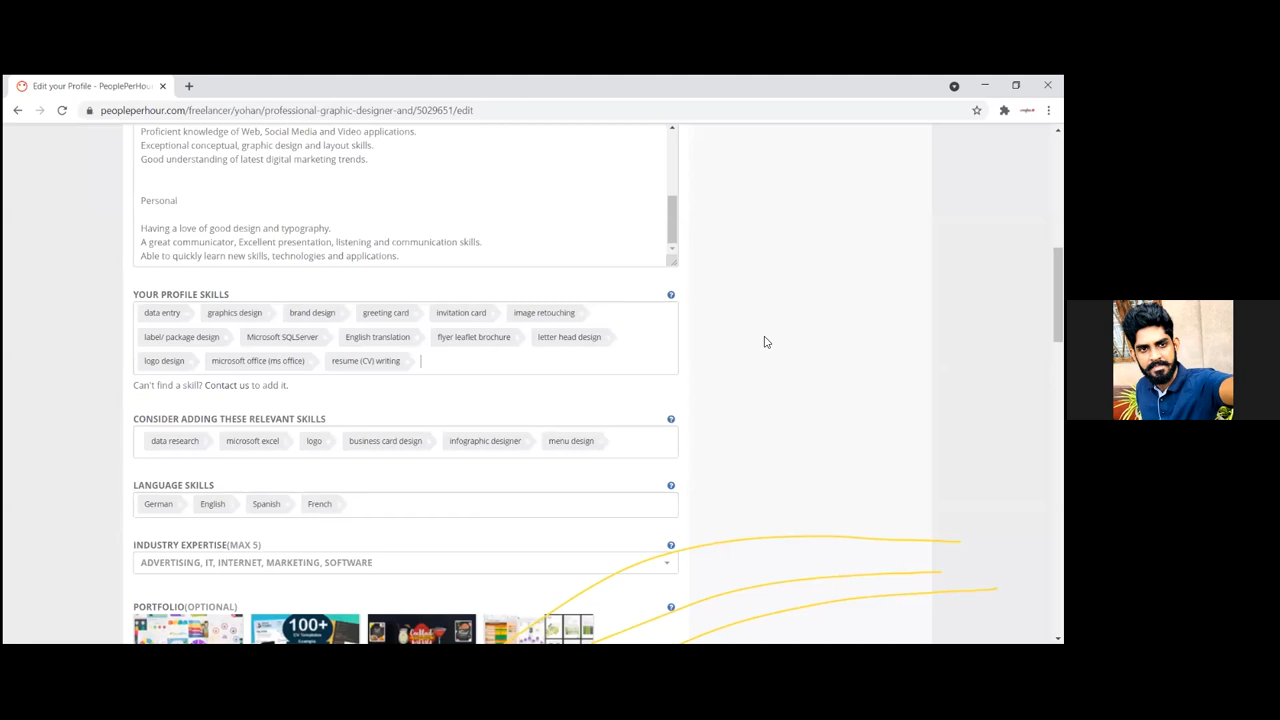 Edit your Profile - PeoplePerHou
peopleperhour.com/freelancer/yohan/professional-graphic-designer-and/5029651/edit
Proficient knowledge of Web, Social Media and Video applications.
Exceptional conceptual, graphic design and layout skills.
Good understanding of latest digital marketing trends.
Personal
Having a love of good design and typography.
A great communicator, Excellent presentation, listening and communication skills.
Able to quickly learn new skills, technologies and applications.
YOUR PROFILE SKILLS
data entry graphics design brand design greeting card invitation card image retouching
label/ package design Microsoft SQLServer English translation flyer leaflet brochure letter head design
logo design microsoft office (ms office) resume (CV) writing
Can't find a skill? Contact us to add it.
CONSIDER ADDING THESE RELEVANT SKILLS
data research microsoft excel logo business card design infographic designer menu design
LANGUAGE SKILLS
German English Spanish French
INDUSTRY EXPERTISE(MAX 5)
ADVERTISING, IT, INTERNET, MARKETING, SOFTWARE
PORTFOLIO(OPTIONAL)
100+
CV Templates